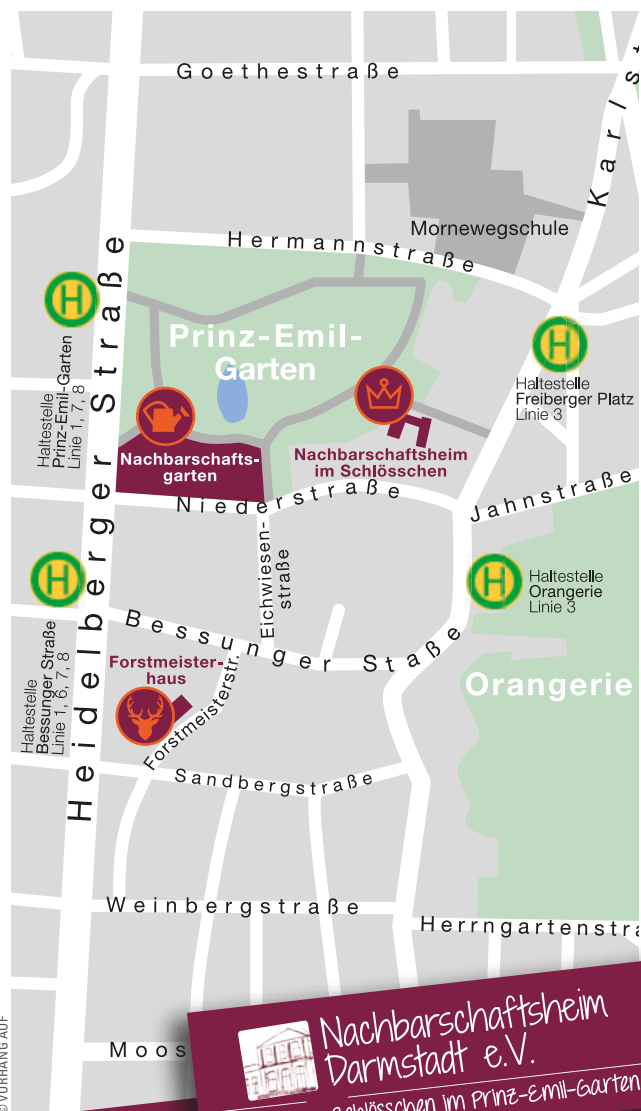 Goethestraße
Karlst
Mornewegschule
Hermannstraße
Heidelberger Straße
H
Haltestelle
Prinz-Emil-Garten
Linie 1, 7, 8
Prinz-Emil-
Garten
H
Haltestelle
Freiberger Platz
Linie 3
Nachbarschafts-
garten
Nachbarschaftsheim
im Schlösschen
Niederstraße
Jahnstraße
Eichwiesen-
straße
H
Haltestelle
Bessunger Straße
Linie 1, 6, 7, 8
H
Haltestelle
Orangerie
Linie 3
Bessunger Staße
Forstmeister-
haus
Forstmeisterstr.
Orangerie
Sandbergstraße
Weinbergstraße
Herrngartenstra
Moos
© VORHANG AUF
Nachbarschaftsheim
Darmstadt e.V.
Schlösschen im Prinz-Emil-Garten